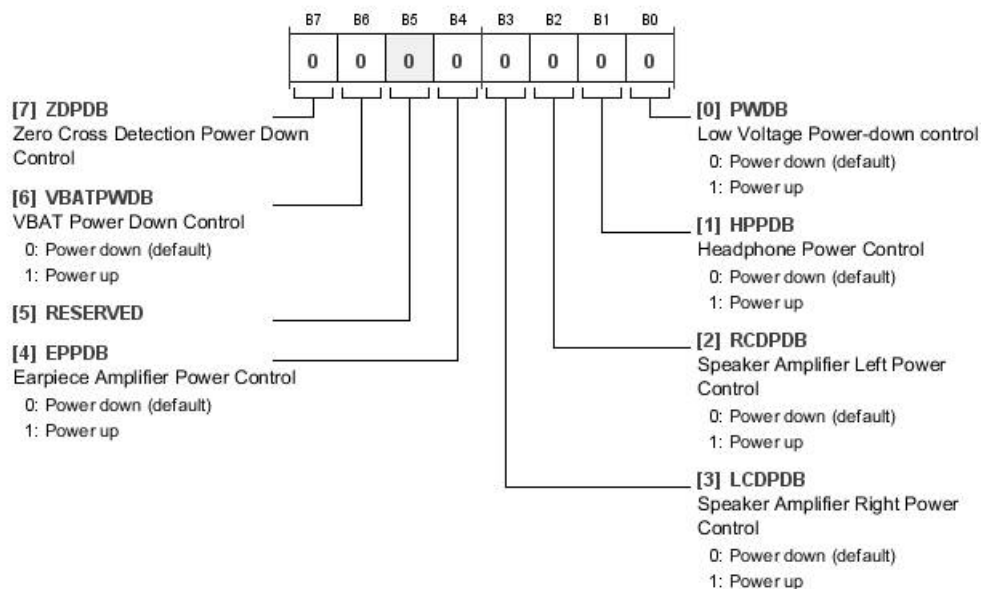 B7 B6 B5 B4 B3 B2 B1 B0
0 0 0 0 0 0 0 0
[7] ZDPDB
Zero Cross Detection Power Down
Control
[6] VBATPWDB
VBAT Power Down Control
0: Power down (default)
1: Power up
[5] RESERVED
[4] EPPDB
Earpiece Amplifier Power Control
0: Power down (default)
1: Power up
[0] PWDB
Low Voltage Power-down control
0: Power down (default)
1: Power up
[1] HPPDB
Headphone Power Control
0: Power down (default)
1: Power up
[2] RCDPDB
Speaker Amplifier Left Power
Control
0: Power down (default)
1: Power up
[3] LCDPDB
Speaker Amplifier Right Power
Control
0: Power down (default)
1: Power up